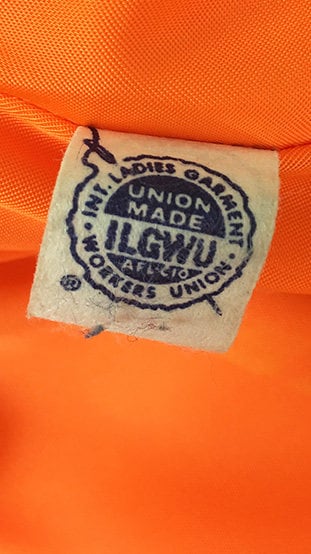 · INT. LADIES GARMENT ·
UNION
MADE
ILGWU
AFL-CIO
WORKERS UNION
®